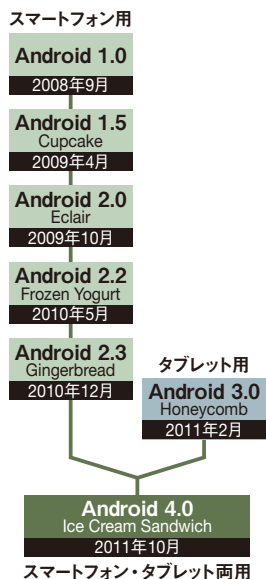 スマートフォン用
Android 1.0
2008年9月
Android 1.5
Cupcake
2009年4月
Android 2.0
Eclair
2009年10月
Android 2.2
Frozen Yogurt
2010年5月
Android 2.3
Gingerbread
2010年12月
タブレット用
Android 3.0
Honeycomb
2011年2月
Android 4.0
Ice Cream Sandwich
2011年10月
スマートフォン・タブレット両用